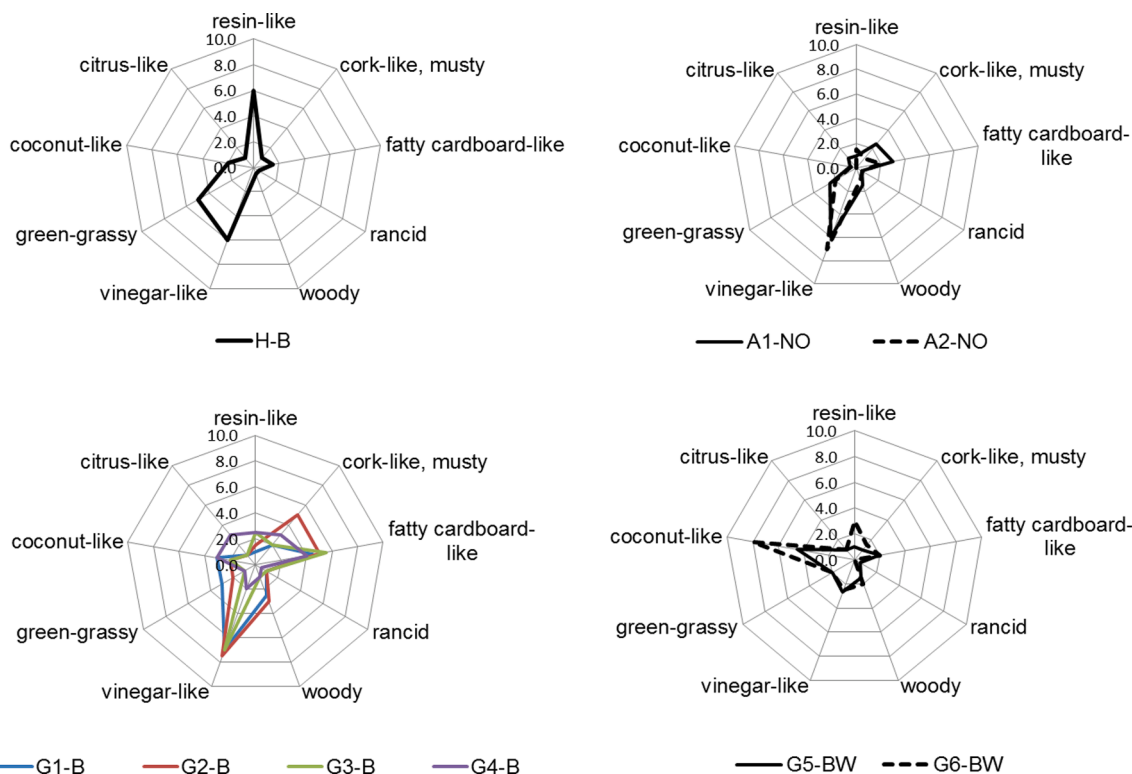 resin-like
10.0
citrus-like
cork-like, musty
8.0
6.0
4.0
coconut-like
2.0
fatty cardboard-like
0.0
green-grassy
rancid
vinegar-like
woody
H-B
resin-like
10.0
citrus-like
cork-like, musty
8.0
6.0
4.0
coconut-like
2.0
fatty cardboard-
like
0.0
green-grassy
rancid
vinegar-like
woody
A1-NO A2-NO
resin-like
10.0
citrus-like
cork-like, musty
8.0
6.0
4.0
coconut-like
2.0
fatty cardboard-
like
0.0
green-grassy
rancid
vinegar-like
woody
G1-B G2-B G3-B G4-B
resin-like
10.0
citrus-like
cork-like, musty
8.0
6.0
4.0
coconut-like
2.0
fatty cardboard-
like
0.0
green-grassy
rancid
vinegar-like
woody
G5-BW G6-BW